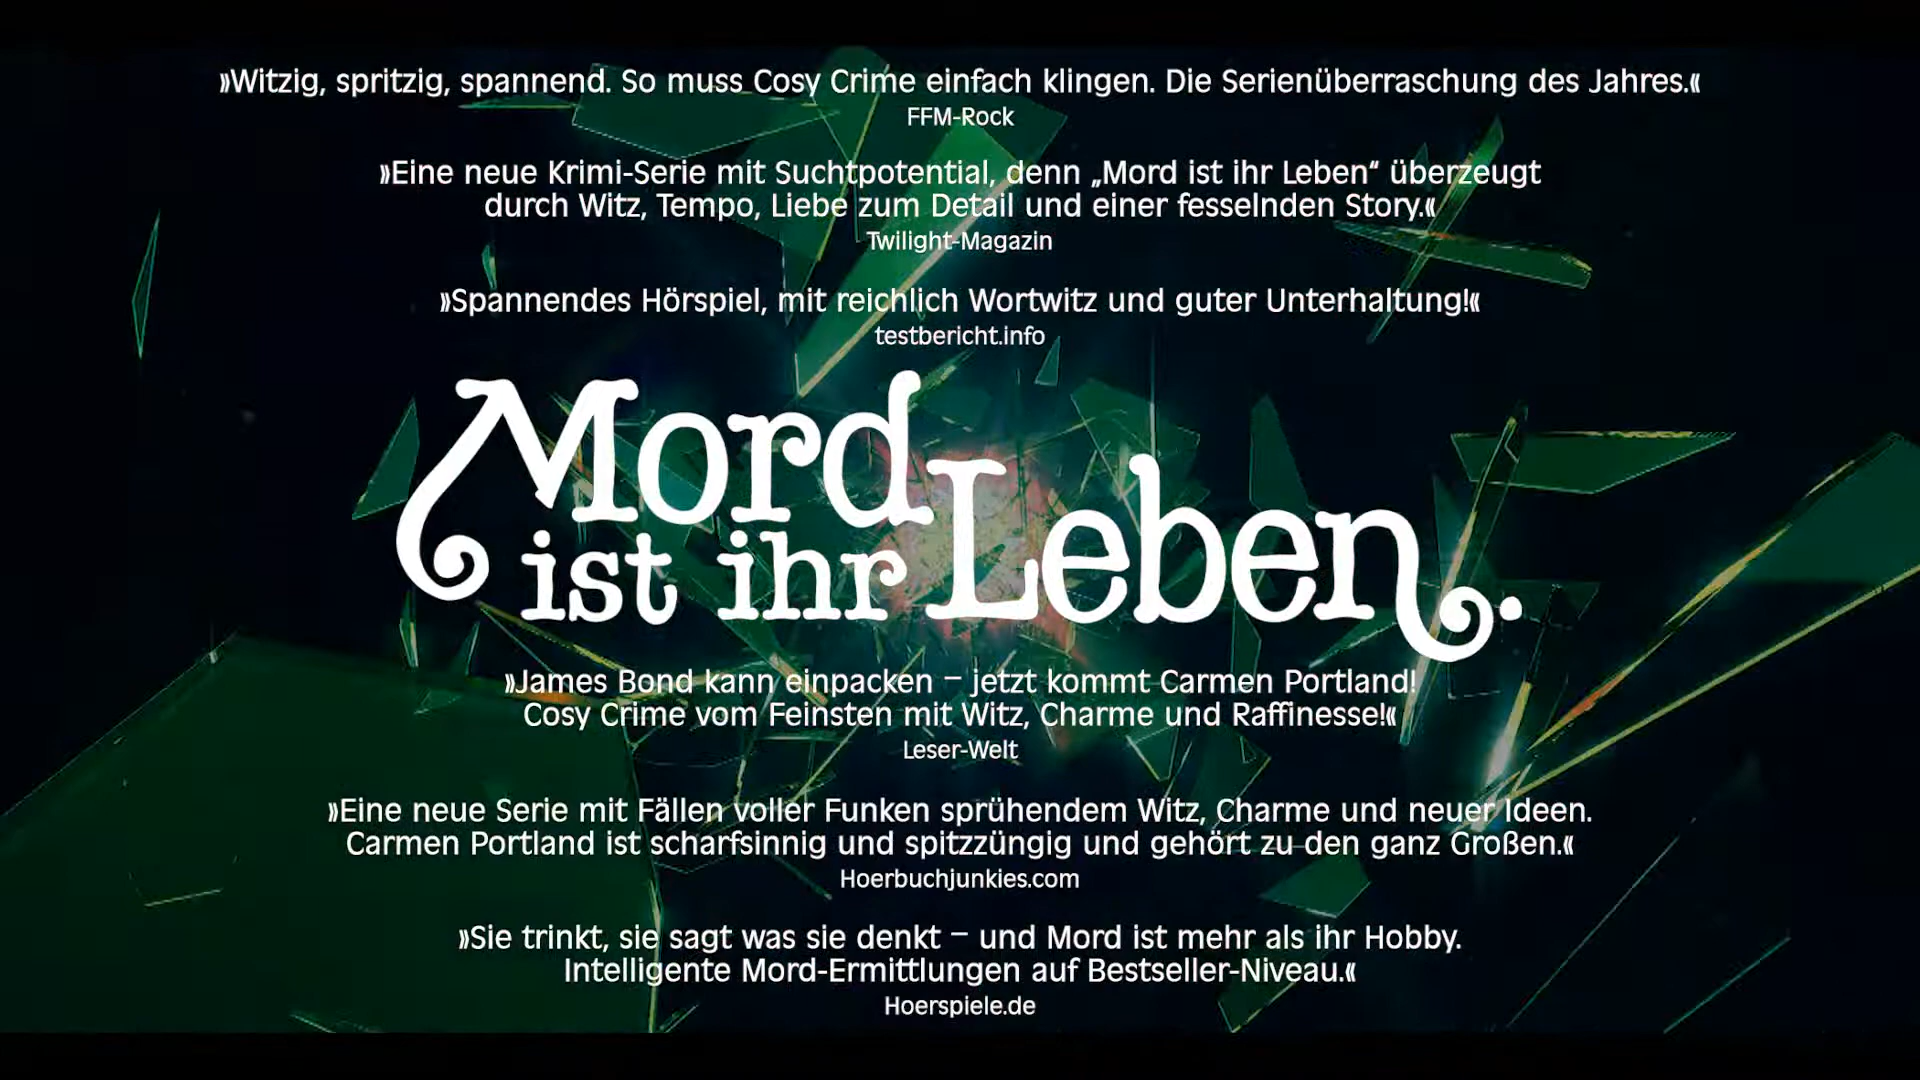 »Witzig, spritzig, spannend. So muss Cosy Crime einfach klingen. Die Serienüberraschung des Jahres.«
FFM-Rock
»Eine neue Krimi-Serie mit Suchtpotential, denn „Mord ist ihr Leben“ überzeugt
durch Witz, Tempo, Liebe zum Detail und einer fesselnden Story.«
Twilight-Magazin
»Spannendes Hörspiel, mit reichlich Wortwitz und guter Unterhaltung!«
testbericht.info
Mord
ist ihr Leben.
»James Bond kann einpacken – jetzt kommt Carmen Portland!
Cosy Crime vom Feinsten mit Witz, Charme und Raffinesse!«
Leser-Welt
»Eine neue Serie mit Fällen voller Funken sprühendem Witz, Charme und neuer Ideen.
Carmen Portland ist scharfsinnig und spitzzüngig und gehört zu den ganz Großen.«
Hoerbuchjunkies.com
»Sie trinkt, sie sagt was sie denkt – und Mord ist mehr als ihr Hobby.
Intelligente Mord-Ermittlungen auf Bestseller-Niveau.«
Hoerspiele.de